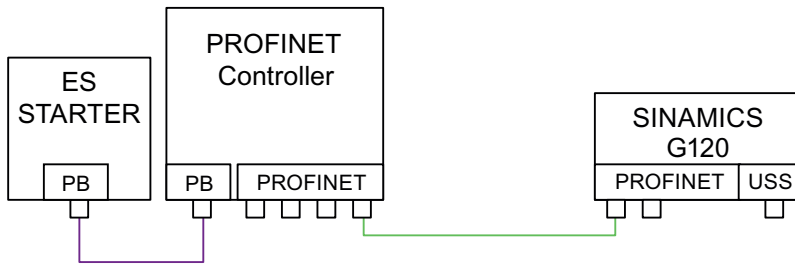 ES
STARTER
PB
PROFINET
Controller
PB
PROFINET
SINAMICS
G120
PROFINET
USS